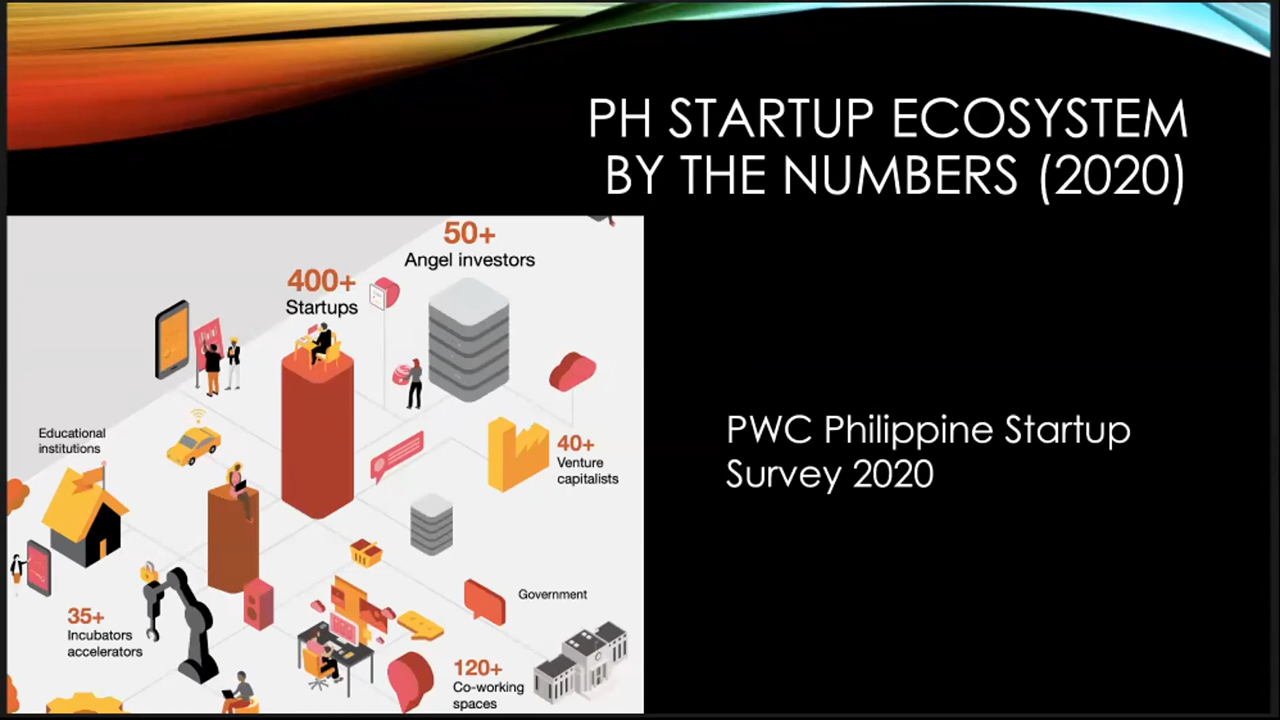 PH STARTUP ECOSYSTEM
BY THE NUMBERS (2020)
50+
Angel investors
400+
Startups
Educational
institutions
40+
Venture
capitalists
35+
Incubators
accelerators
Government
120+
Co-working
spaces
PWC Philippine Startup
Survey 2020